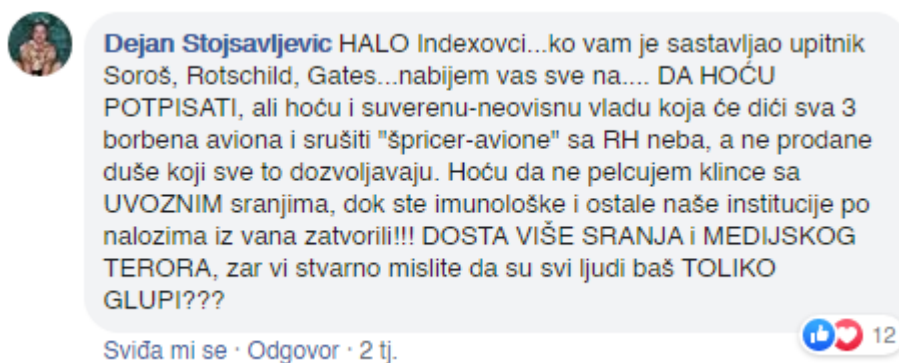 Dejan Stojsavljevic HALO Indexovci...ko vam je sastavljao upitnik
Soroš, Rotschild, Gates...nabijem vas sve na.... DA HOĆU
POTPISATI, ali hoću i suverenu-neovisnu vladu koja će dići sva 3
borbena aviona i srušiti "špricer-avione" sa RH neba, a ne prodane
duše koji sve to dozvoljavaju. Hoću da ne pelcujem klince sa
UVOZNIM sranjima, dok ste imunološke i ostale naše institucije po
nalozima iz vana zatvorili!!! DOSTA VIŠE SRANJA i MEDIJSKOG
TERORA, zar vi stvarno mislite da su svi ljudi baš TOLIKO
GLUPI???
12
Sviđa mi se · Odgovor · 2 tj.